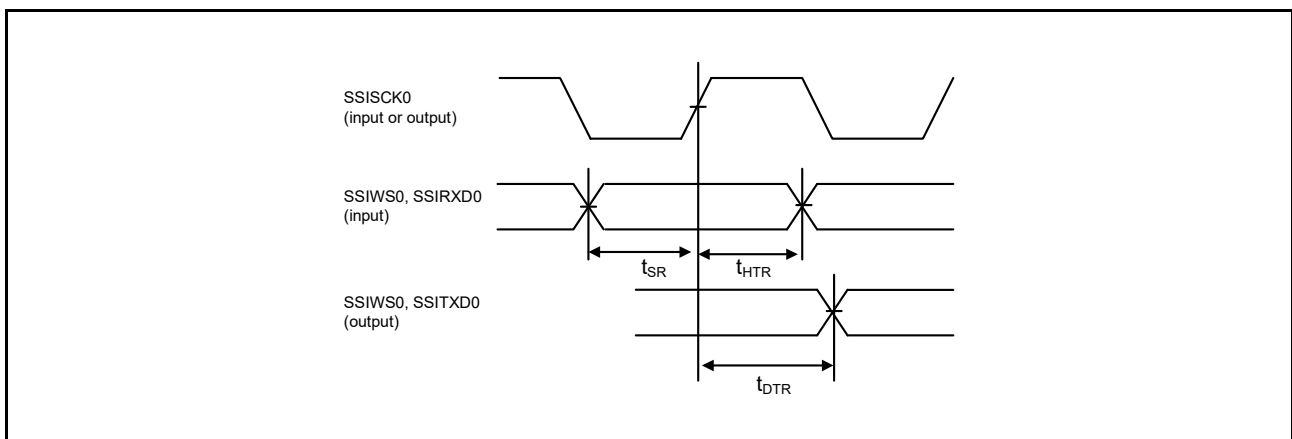 SSISCK0
(input or output)
SSIWS0, SSIRXD0
(input)
tSR
tHTR
SSIWS0, SSITXD0
(output)
tDTR